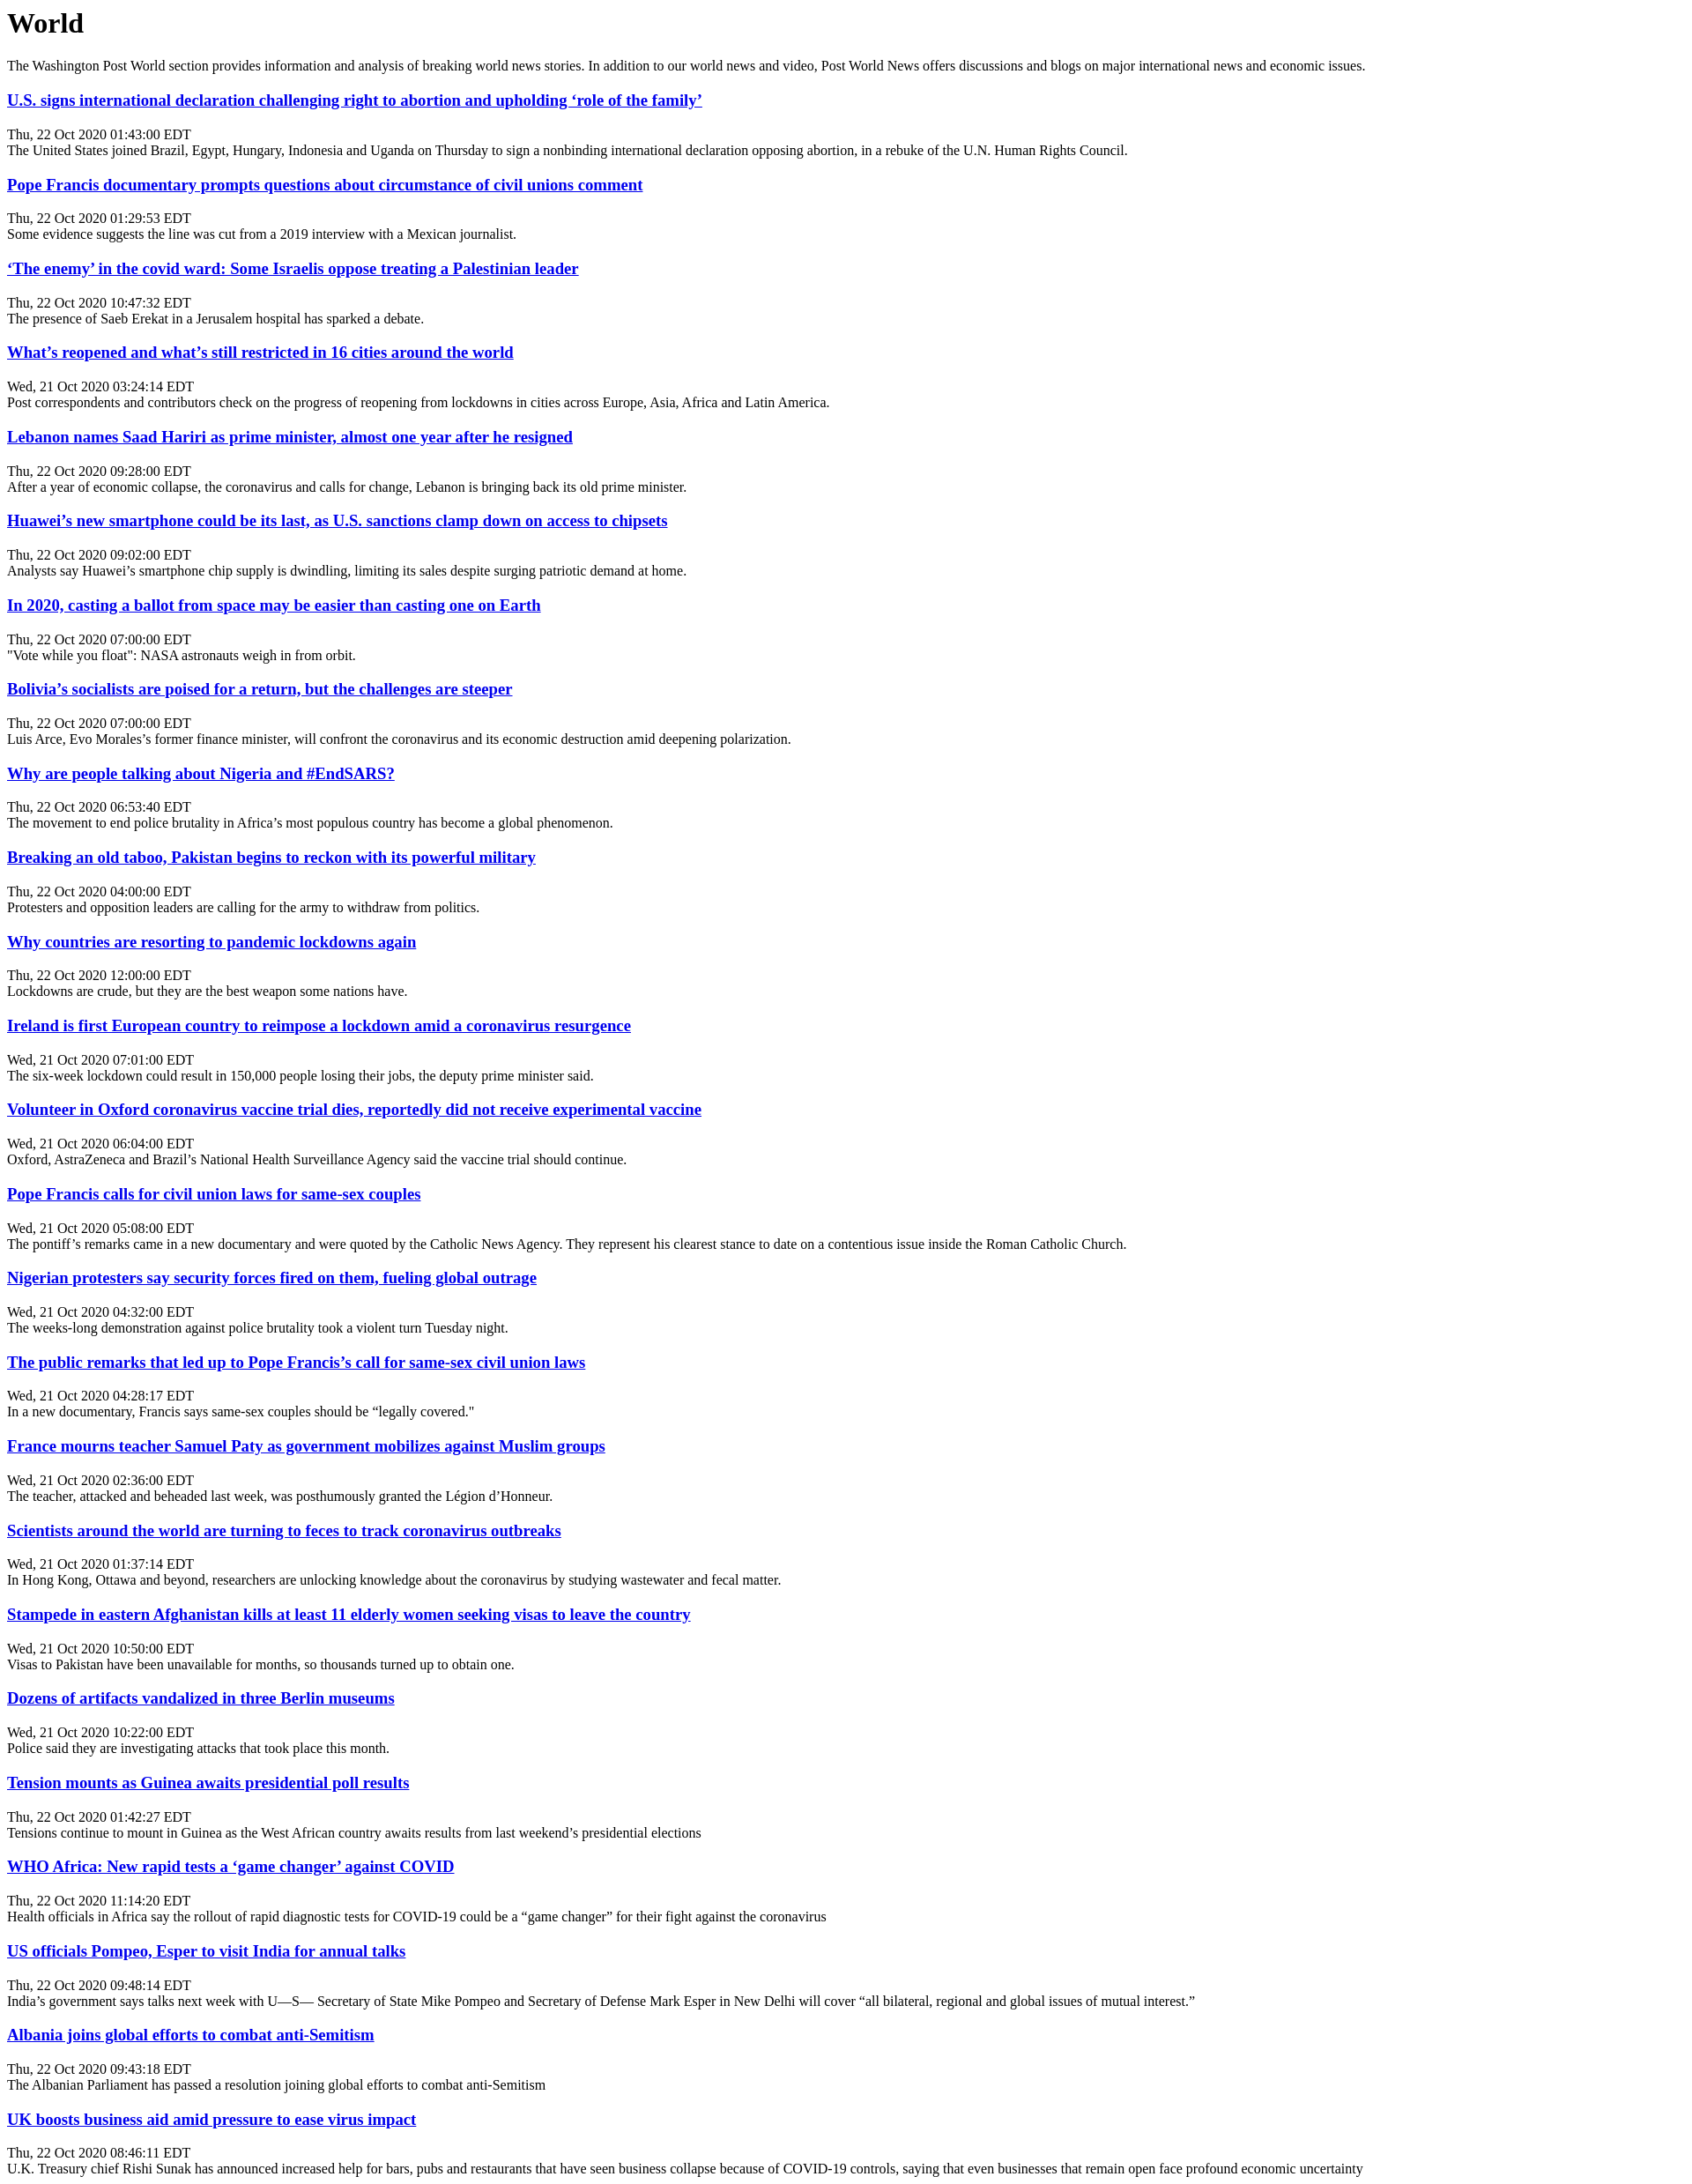 World
The Washington Post World section provides information and analysis of breaking world news stories. In addition to our world news and video, Post World News offers discussions and blogs on major international news and economic issues.
U.S. signs international declaration challenging right to abortion and upholding ‘role of the family’
Thu, 22 Oct 2020 01:43:00 EDT
The United States joined Brazil, Egypt, Hungary, Indonesia and Uganda on Thursday to sign a nonbinding international declaration opposing abortion, in a rebuke of the U.N. Human Rights Council.
Pope Francis documentary prompts questions about circumstance of civil unions comment
Thu, 22 Oct 2020 01:29:53 EDT
Some evidence suggests the line was cut from a 2019 interview with a Mexican journalist.
‘The enemy’ in the covid ward: Some Israelis oppose treating a Palestinian leader
Thu, 22 Oct 2020 10:47:32 EDT
The presence of Saeb Erekat in a Jerusalem hospital has sparked a debate.
What’s reopened and what’s still restricted in 16 cities around the world
Wed, 21 Oct 2020 03:24:14 EDT
Post correspondents and contributors check on the progress of reopening from lockdowns in cities across Europe, Asia, Africa and Latin America.
Lebanon names Saad Hariri as prime minister, almost one year after he resigned
Thu, 22 Oct 2020 09:28:00 EDT
After a year of economic collapse, the coronavirus and calls for change, Lebanon is bringing back its old prime minister.
Huawei’s new smartphone could be its last, as U.S. sanctions clamp down on access to chipsets
Thu, 22 Oct 2020 09:02:00 EDT
Analysts say Huawei’s smartphone chip supply is dwindling, limiting its sales despite surging patriotic demand at home.
In 2020, casting a ballot from space may be easier than casting one on Earth
Thu, 22 Oct 2020 07:00:00 EDT
"Vote while you float": NASA astronauts weigh in from orbit.
Bolivia’s socialists are poised for a return, but the challenges are steeper
Thu, 22 Oct 2020 07:00:00 EDT
Luis Arce, Evo Morales’s former finance minister, will confront the coronavirus and its economic destruction amid deepening polarization.
Why are people talking about Nigeria and #EndSARS?
Thu, 22 Oct 2020 06:53:40 EDT
The movement to end police brutality in Africa’s most populous country has become a global phenomenon.
Breaking an old taboo, Pakistan begins to reckon with its powerful military
Thu, 22 Oct 2020 04:00:00 EDT
Protesters and opposition leaders are calling for the army to withdraw from politics.
Why countries are resorting to pandemic lockdowns again
Thu, 22 Oct 2020 12:00:00 EDT
Lockdowns are crude, but they are the best weapon some nations have.
Ireland is first European country to reimpose a lockdown amid a coronavirus resurgence
Wed, 21 Oct 2020 07:01:00 EDT
The six-week lockdown could result in 150,000 people losing their jobs, the deputy prime minister said.
Volunteer in Oxford coronavirus vaccine trial dies, reportedly did not receive experimental vaccine
Wed, 21 Oct 2020 06:04:00 EDT
Oxford, AstraZeneca and Brazil’s National Health Surveillance Agency said the vaccine trial should continue.
Pope Francis calls for civil union laws for same-sex couples
Wed, 21 Oct 2020 05:08:00 EDT
The pontiff’s remarks came in a new documentary and were quoted by the Catholic News Agency. They represent his clearest stance to date on a contentious issue inside the Roman Catholic Church.
Nigerian protesters say security forces fired on them, fueling global outrage
Wed, 21 Oct 2020 04:32:00 EDT
The weeks-long demonstration against police brutality took a violent turn Tuesday night.
The public remarks that led up to Pope Francis’s call for same-sex civil union laws
Wed, 21 Oct 2020 04:28:17 EDT
In a new documentary, Francis says same-sex couples should be “legally covered."
France mourns teacher Samuel Paty as government mobilizes against Muslim groups
Wed, 21 Oct 2020 02:36:00 EDT
The teacher, attacked and beheaded last week, was posthumously granted the Légion d’Honneur.
Scientists around the world are turning to feces to track coronavirus outbreaks
Wed, 21 Oct 2020 01:37:14 EDT
In Hong Kong, Ottawa and beyond, researchers are unlocking knowledge about the coronavirus by studying wastewater and fecal matter.
Stampede in eastern Afghanistan kills at least 11 elderly women seeking visas to leave the country
Wed, 21 Oct 2020 10:50:00 EDT
Visas to Pakistan have been unavailable for months, so thousands turned up to obtain one.
Dozens of artifacts vandalized in three Berlin museums
Wed, 21 Oct 2020 10:22:00 EDT
Police said they are investigating attacks that took place this month.
Tension mounts as Guinea awaits presidential poll results
Thu, 22 Oct 2020 01:42:27 EDT
Tensions continue to mount in Guinea as the West African country awaits results from last weekend’s presidential elections
WHO Africa: New rapid tests a ‘game changer’ against COVID
Thu, 22 Oct 2020 11:14:20 EDT
Health officials in Africa say the rollout of rapid diagnostic tests for COVID-19 could be a “game changer” for their fight against the coronavirus
US officials Pompeo, Esper to visit India for annual talks
Thu, 22 Oct 2020 09:48:14 EDT
India’s government says talks next week with U—S— Secretary of State Mike Pompeo and Secretary of Defense Mark Esper in New Delhi will cover “all bilateral, regional and global issues of mutual interest.”
Albania joins global efforts to combat anti-Semitism
Thu, 22 Oct 2020 09:43:18 EDT
The Albanian Parliament has passed a resolution joining global efforts to combat anti-Semitism
UK boosts business aid amid pressure to ease virus impact
Thu, 22 Oct 2020 08:46:11 EDT
U.K. Treasury chief Rishi Sunak has announced increased help for bars, pubs and restaurants that have seen business collapse because of COVID-19 controls, saying that even businesses that remain open face profound economic uncertainty